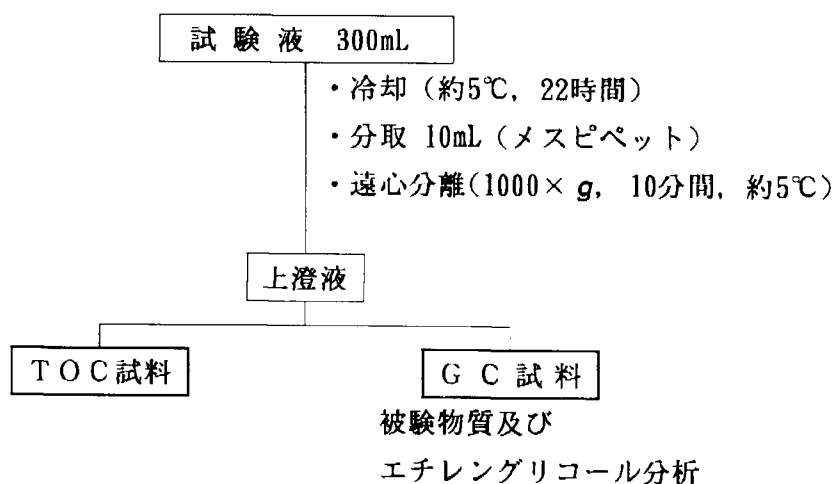 試 験 液 300mL
・冷却（約5℃, 22時間）
・分取 10mL（メスピペット）
・遠心分離(1000× g, 10分間, 約5℃)
上澄液
TOC試料
G C 試料
被験物質及び
エチレングリコール分析